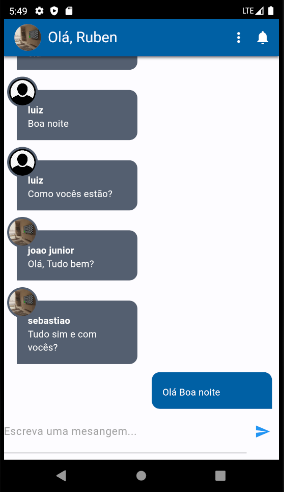 5:49
LTE
Olá, Ruben
luiz
Boa noite
luiz
Como vocês estão?
joao junior
Olá, Tudo bem?
sebastiao
Tudo sim e com
vocês?
Olá Boa noite
Escreva uma mesangem...